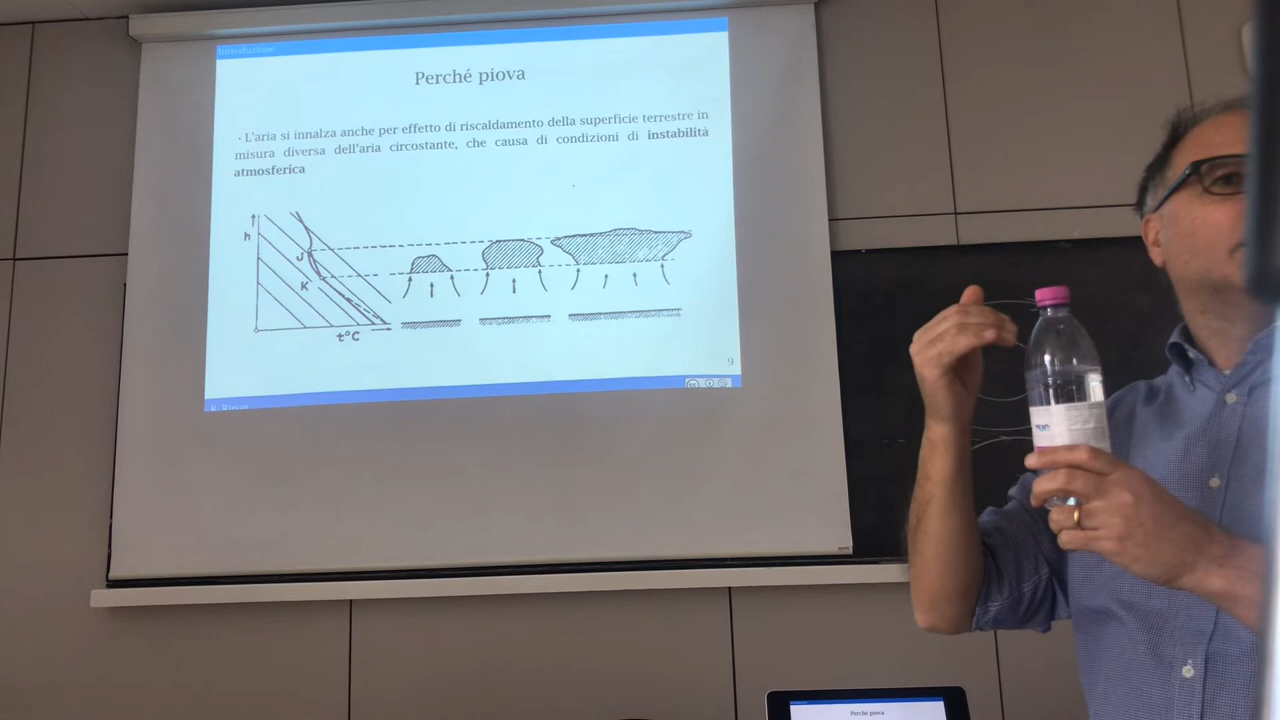 Introduzione
Perché piova
- L'aria si innalza anche per effetto di riscaldamento della superficie terrestre in
misura diversa dell'aria circostante, che causa di condizioni di instabilità
atmosferica
h
J
K
t°C
9
R. Rigon
Perché piova